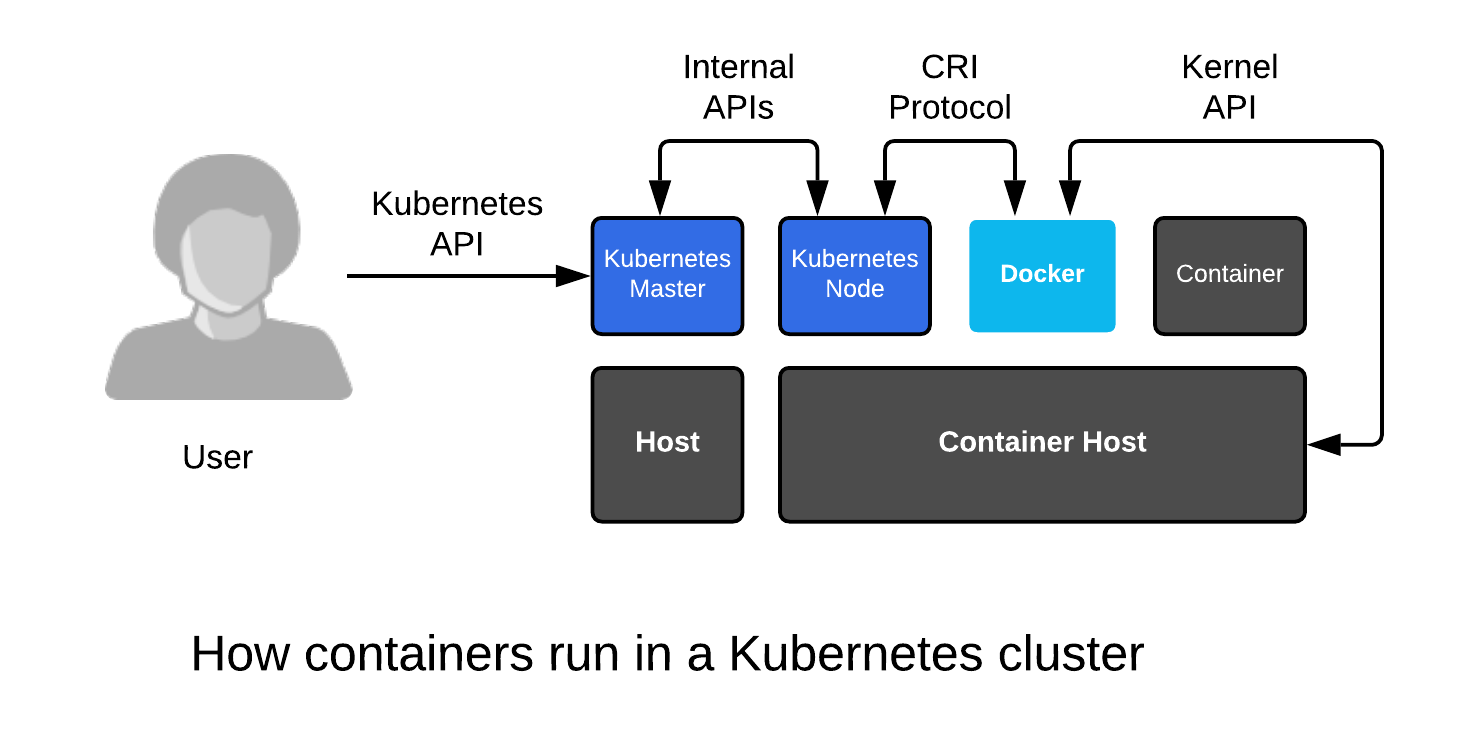 Internal
APIs
CRI
Protocol
Kernel
API
Kubernetes
API
Kubernetes
Master
Kubernetes
Node
Docker
Container
Host
Container Host
User
How containers run in a Kubernetes cluster